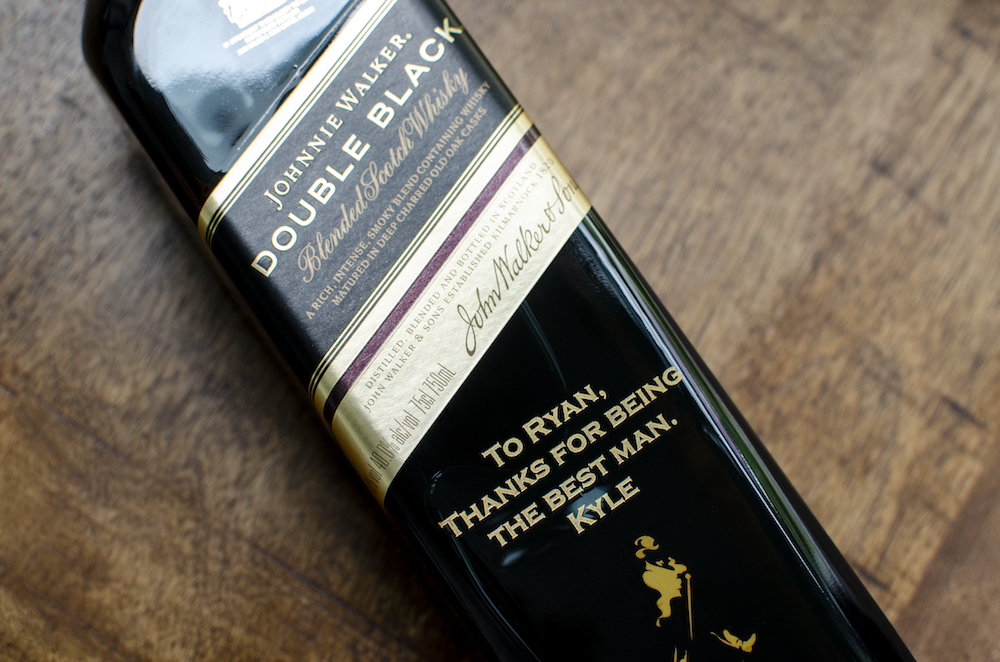 JOHNNIE WALKER.
DOUBLE BLACK
Blended Scotch Whisky
A RICH, INTENSE, SMOKY BLEND CONTAINING WHISKY
MATURED IN DEEP CHARRED OLD OAK CASKS
DISTILLED, BLENDED AND BOTTLED IN SCOTLAND
JOHN WALKER & SONS ESTABLISHED KILMARNOCK 1820
John Walker & Sons
40.0% alc/vol 75cl 750ml
TO RYAN,
THANKS FOR BEING
THE BEST MAN.
KYLE